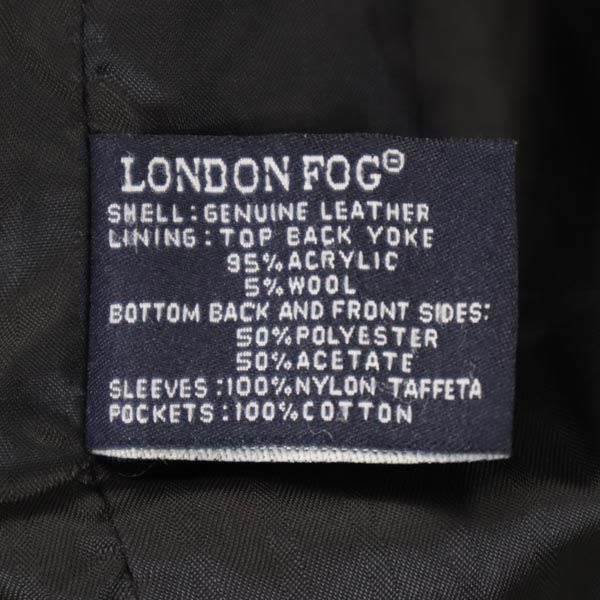 LONDON FOG®
SHELL: GENUINE LEATHER
LINING: TOP BACK YOKE
95% ACRYLIC
5% WOOL
BOTTOM BACK AND FRONT SIDES:
50% POLYESTER
50% ACETATE
SLEEVES: 100% NYLON TAFFETA
POCKETS: 100% COTTON